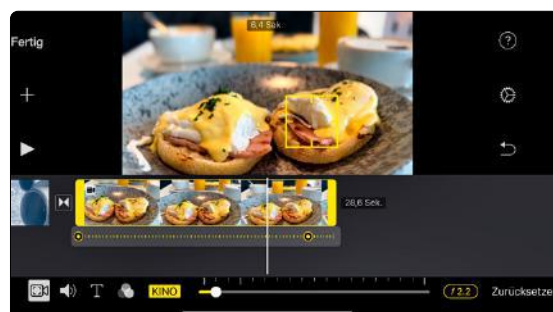 6,4 Sek.
Fertig
?
28,6 Sek.
T
KINO
f 2.2
Zurücksetze